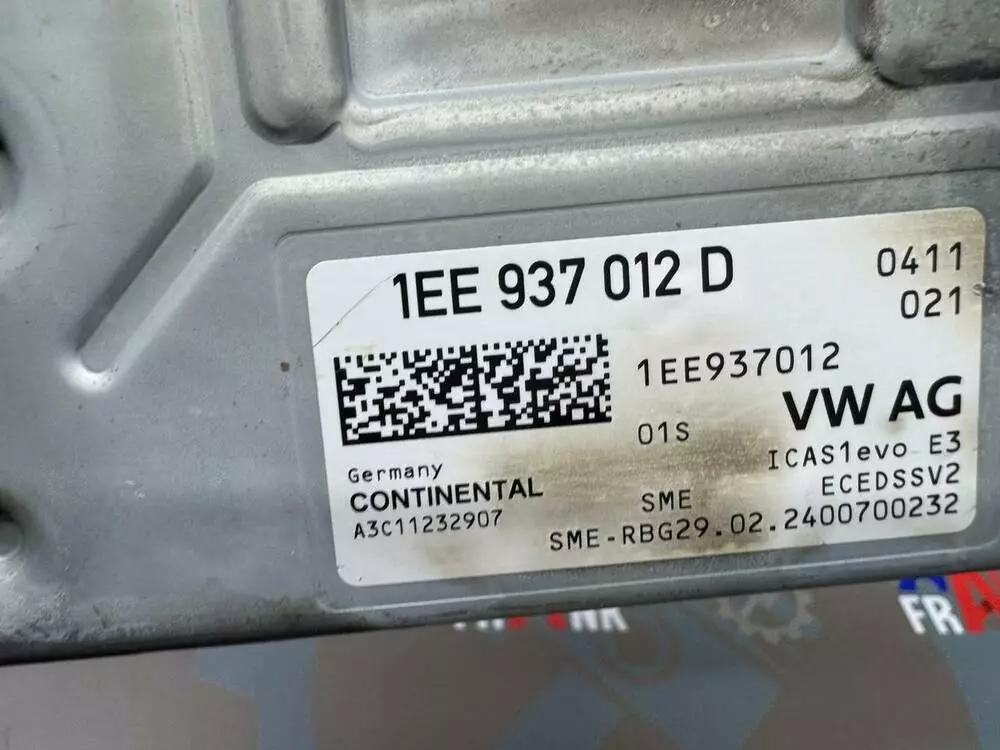 1EE 937 012 D
0411
021
1EE937012
VW AG
01S
ICAS1evo E3
Germany
CONTINENTAL
A3C11232907
SME
ECEDSSV2
SME-RBG29.02.2400700232